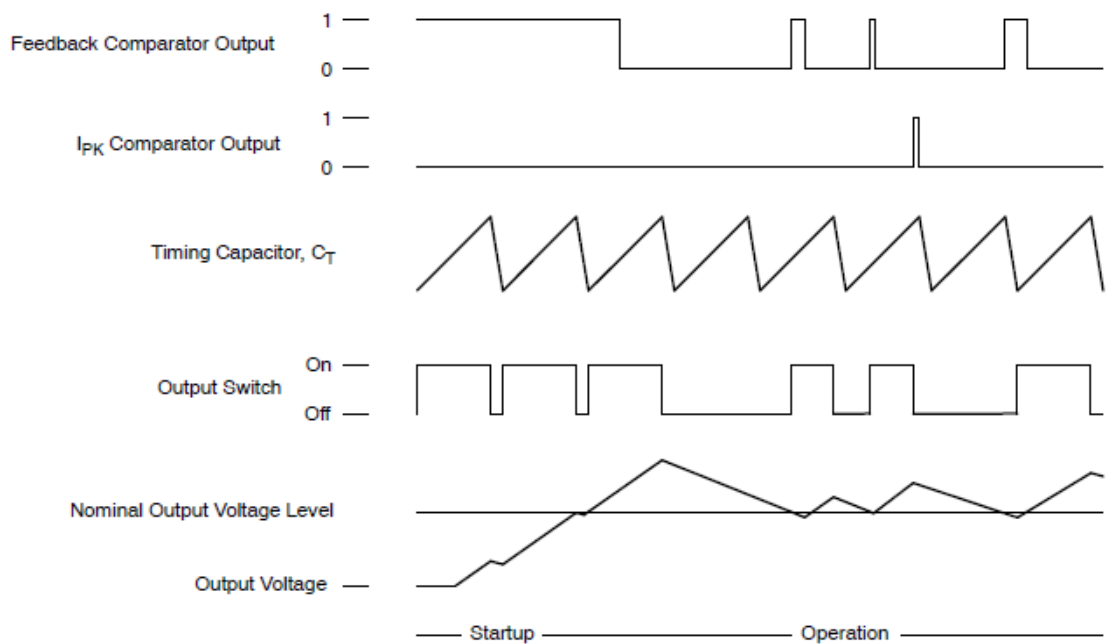 1
Feedback Comparator Output
0
1
IPK Comparator Output
0
Timing Capacitor, CT
On
Output Switch
Off
Nominal Output Voltage Level
Output Voltage
Startup
Operation